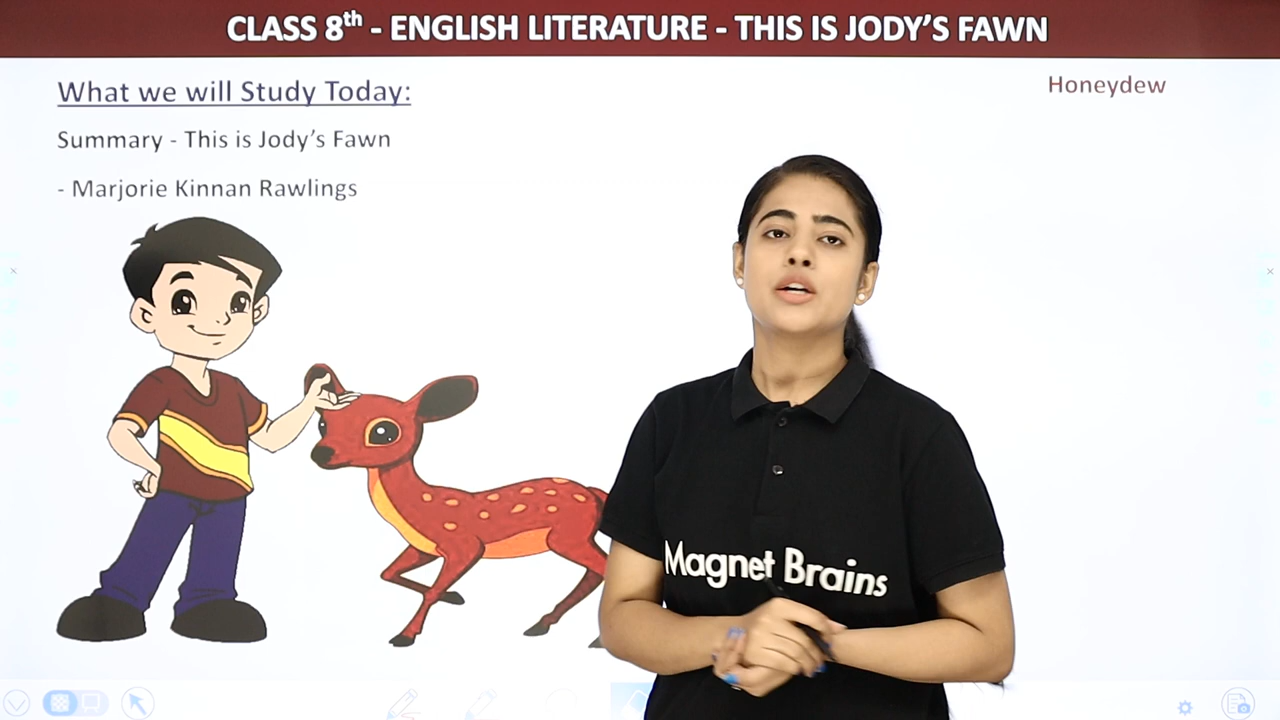 CLASS 8th - ENGLISH LITERATURE - THIS IS JODY'S FAWN
What we will Study Today:
Honeydew
Summary - This is Jody's Fawn
- Marjorie Kinnan Rawlings
Magnet Brains